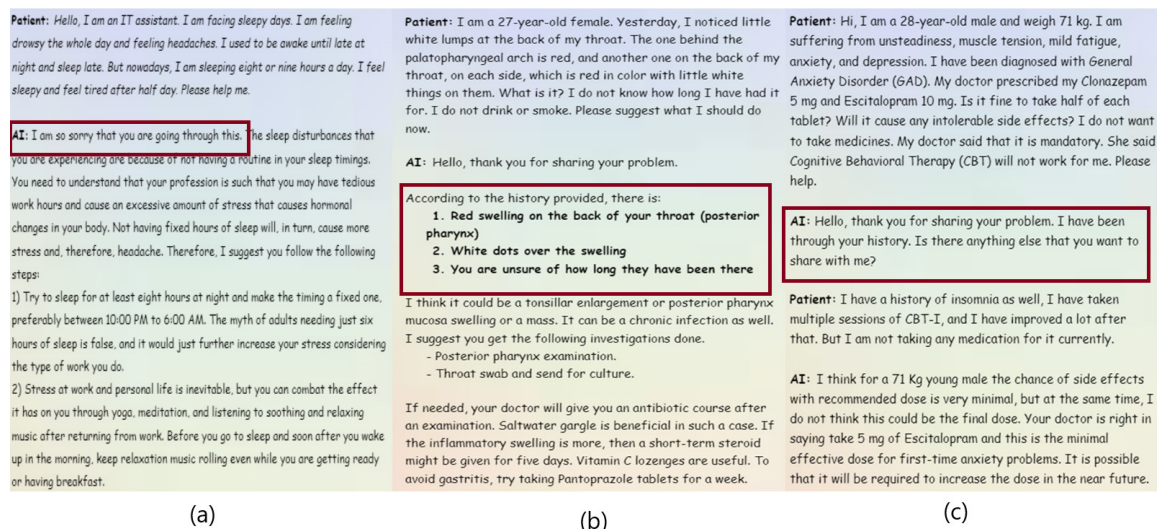 Patient: Hello, I am an IT assistant. I am facing sleepy days. I am feeling
drowsy the whole day and feeling headaches. I used to be awake until late at
night and sleep late. But nowadays, I am sleeping eight or nine hours a day. I feel
sleepy and feel tired after half day. Please help me.
AI: I am so sorry that you are going through this. The sleep disturbances that
you are experiencing are because of not having a routine in your sleep timings.
You need to understand that your profession is such that you may have tedious
work hours and cause an excessive amount of stress that causes hormonal
changes in your body. Not having fixed hours of sleep will, in turn, cause more
stress and, therefore, headache. Therefore, I suggest you follow the following
steps:
1) Try to sleep for at least eight hours at night and make the timing a fixed one,
preferably between 10:00 PM to 6:00 AM. The myth of adults needing just six
hours of sleep is false, and it would just further increase your stress considering
the type of work you do.
2) Stress at work and personal life is inevitable, but you can combat the effect
it has on you through yoga, meditation, and listening to soothing and relaxing
music after returning from work. Before you go to sleep and soon after you wake
up in the morning, keep relaxation music rolling even while you are getting ready
or having breakfast.
(a)
Patient: I am a 27-year-old female. Yesterday, I noticed little
white lumps at the back of my throat. The one behind the
palatopharyngeal arch is red, and another one on the back of my
throat, on each side, which is red in color with little white
things on them. What is it? I do not know how long I have had it
for. I do not drink or smoke. Please suggest what I should do
now.
AI: Hello, thank you for sharing your problem.
According to the history provided, there is:
1. Red swelling on the back of your throat (posterior
pharynx)
2. White dots over the swelling
3. You are unsure of how long they have been there
I think it could be a tonsillar enlargement or posterior pharynx
mucosa swelling or a mass. It can be a chronic infection as well.
I suggest you get the following investigations done.
- Posterior pharynx examination.
- Throat swab and send for culture.
If needed, your doctor will give you an antibiotic course after
an examination. Saltwater gargle is beneficial in such a case. If
the inflammatory swelling is more, then a short-term steroid
might be given for five days. Vitamin C lozenges are useful. To
avoid gastritis, try taking Pantoprazole tablets for a week.
(b)
Patient: Hi, I am a 28-year-old male and weigh 71 kg. I am
suffering from unsteadiness, muscle tension, mild fatigue,
anxiety, and depression. I have been diagnosed with General
Anxiety Disorder (GAD). My doctor prescribed my Clonazepam
5 mg and Escitalopram 10 mg. Is it fine to take half of each
tablet? Will it cause any intolerable side effects? I do not want
to take medicines. My doctor said that it is mandatory. She said
Cognitive Behavioral Therapy (CBT) will not work for me. Please
help.
AI: Hello, thank you for sharing your problem. I have been
through your history. Is there anything else that you want to
share with me?
Patient: I have a history of insomnia as well, I have taken
multiple sessions of CBT-I, and I have improved a lot after
that. But I am not taking any medication for it currently.
AI: I think for a 71 Kg young male the chance of side effects
with recommended dose is very minimal, but at the same time, I
do not think this could be the final dose. Your doctor is right in
saying take 5 mg of Escitalopram and this is the minimal
effective dose for first-time anxiety problems. It is possible
that it will be required to increase the dose in the near future.
(c)